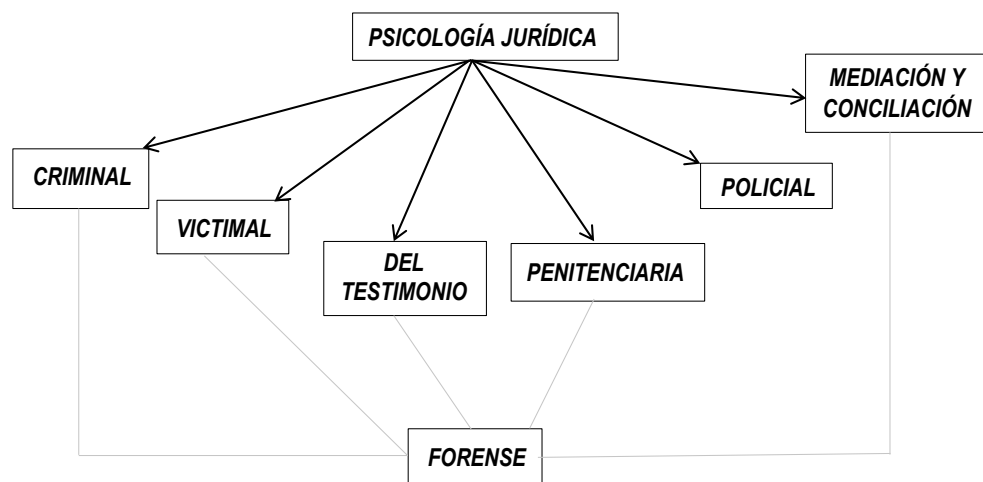 PSICOLOGÍA JURÍDICA
MEDIACIÓN Y
CONCILIACIÓN
CRIMINAL
POLICIAL
VICTIMAL
DEL
TESTIMONIO
PENITENCIARIA
FORENSE